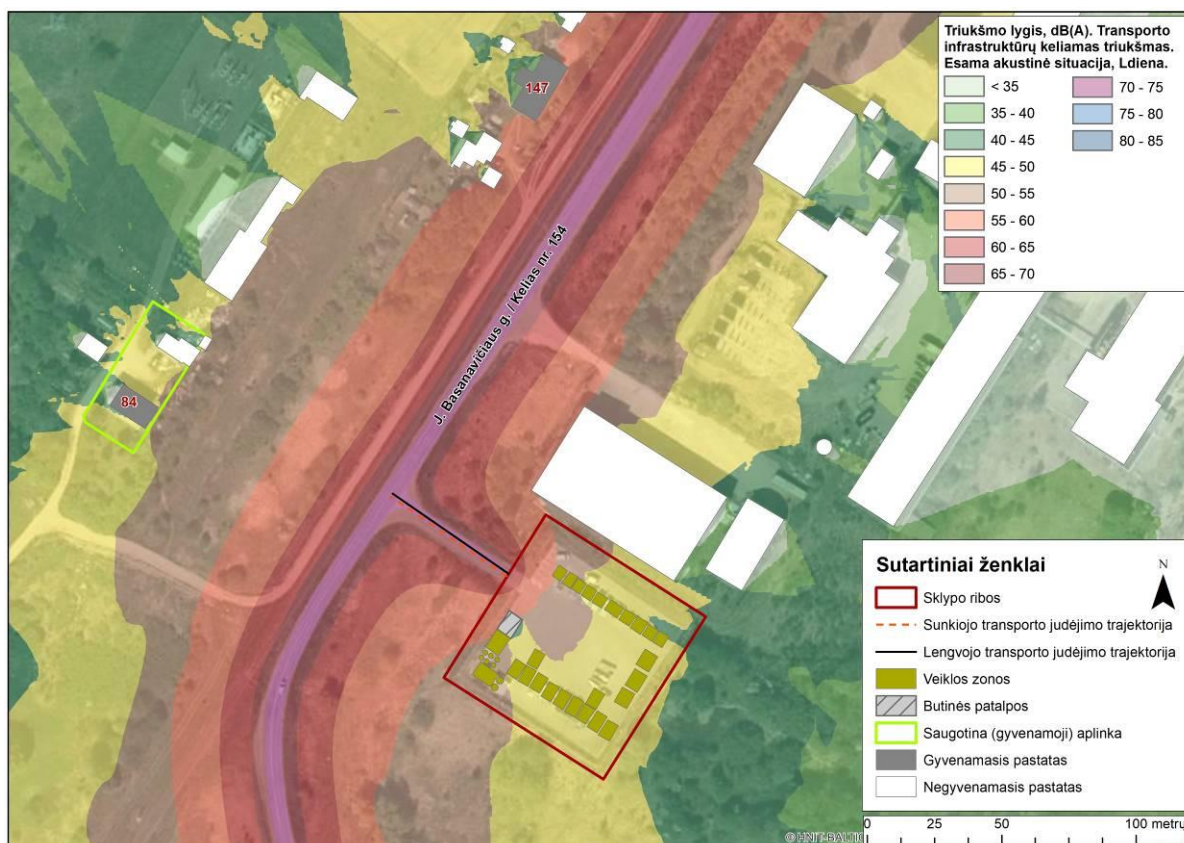 Triukšmo lygis, dB(A). Transporto
infrastruktūrų keliamas triukšmas.
Esama akustinė situacija, Ldiena.
< 35
35 - 40
40 - 45
45 - 50
50 - 55
55 - 60
60 - 65
65 - 70
70 - 75
75 - 80
80 - 85
147
J. Basanavičiaus g. / Kelias nr. 154
84
Sutartiniai ženklai
N
Sklypo ribos
Sunkiojo transporto judėjimo trajektorija
Lengvojo transporto judėjimo trajektorija
Veiklos zonos
Butinės patalpos
Saugotina (gyvenamoji) aplinka
Gyvenamasis pastatas
Negyvenamasis pastatas
© HNIT-BALTIC
0 25 50 100 metrų